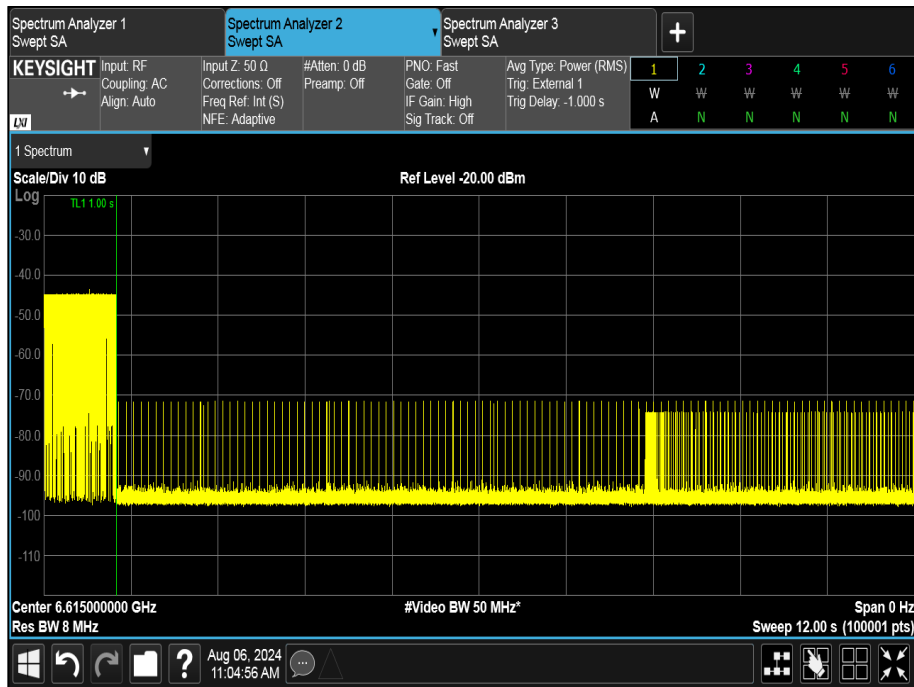 Spectrum Analyzer 1
Swept SA
Spectrum Analyzer 2
Swept SA
Spectrum Analyzer 3
Swept SA
+
KEYSIGHT
LXI
Input: RF
Coupling: AC
Align: Auto
Input Z: 50 Ω
Corrections: Off
Freq Ref: Int (S)
NFE: Adaptive
#Atten: 0 dB
Preamp: Off
PNO: Fast
Gate: Off
IF Gain: High
Sig Track: Off
Avg Type: Power (RMS)
Trig: External 1
Trig Delay: -1.000 s
1 2 3 4 5 6
W W W W W W
A N N N N N
1 Spectrum
Scale/Div 10 dB
Ref Level -20.00 dBm
Log
TL1 1.00 s
-30.0
-40.0
-50.0
-60.0
-70.0
-80.0
-90.0
-100
-110
Center 6.615000000 GHz
#Video BW 50 MHz*
Span 0 Hz
Res BW 8 MHz
Sweep 12.00 s (100001 pts)
?
Aug 06, 2024
11:04:56 AM